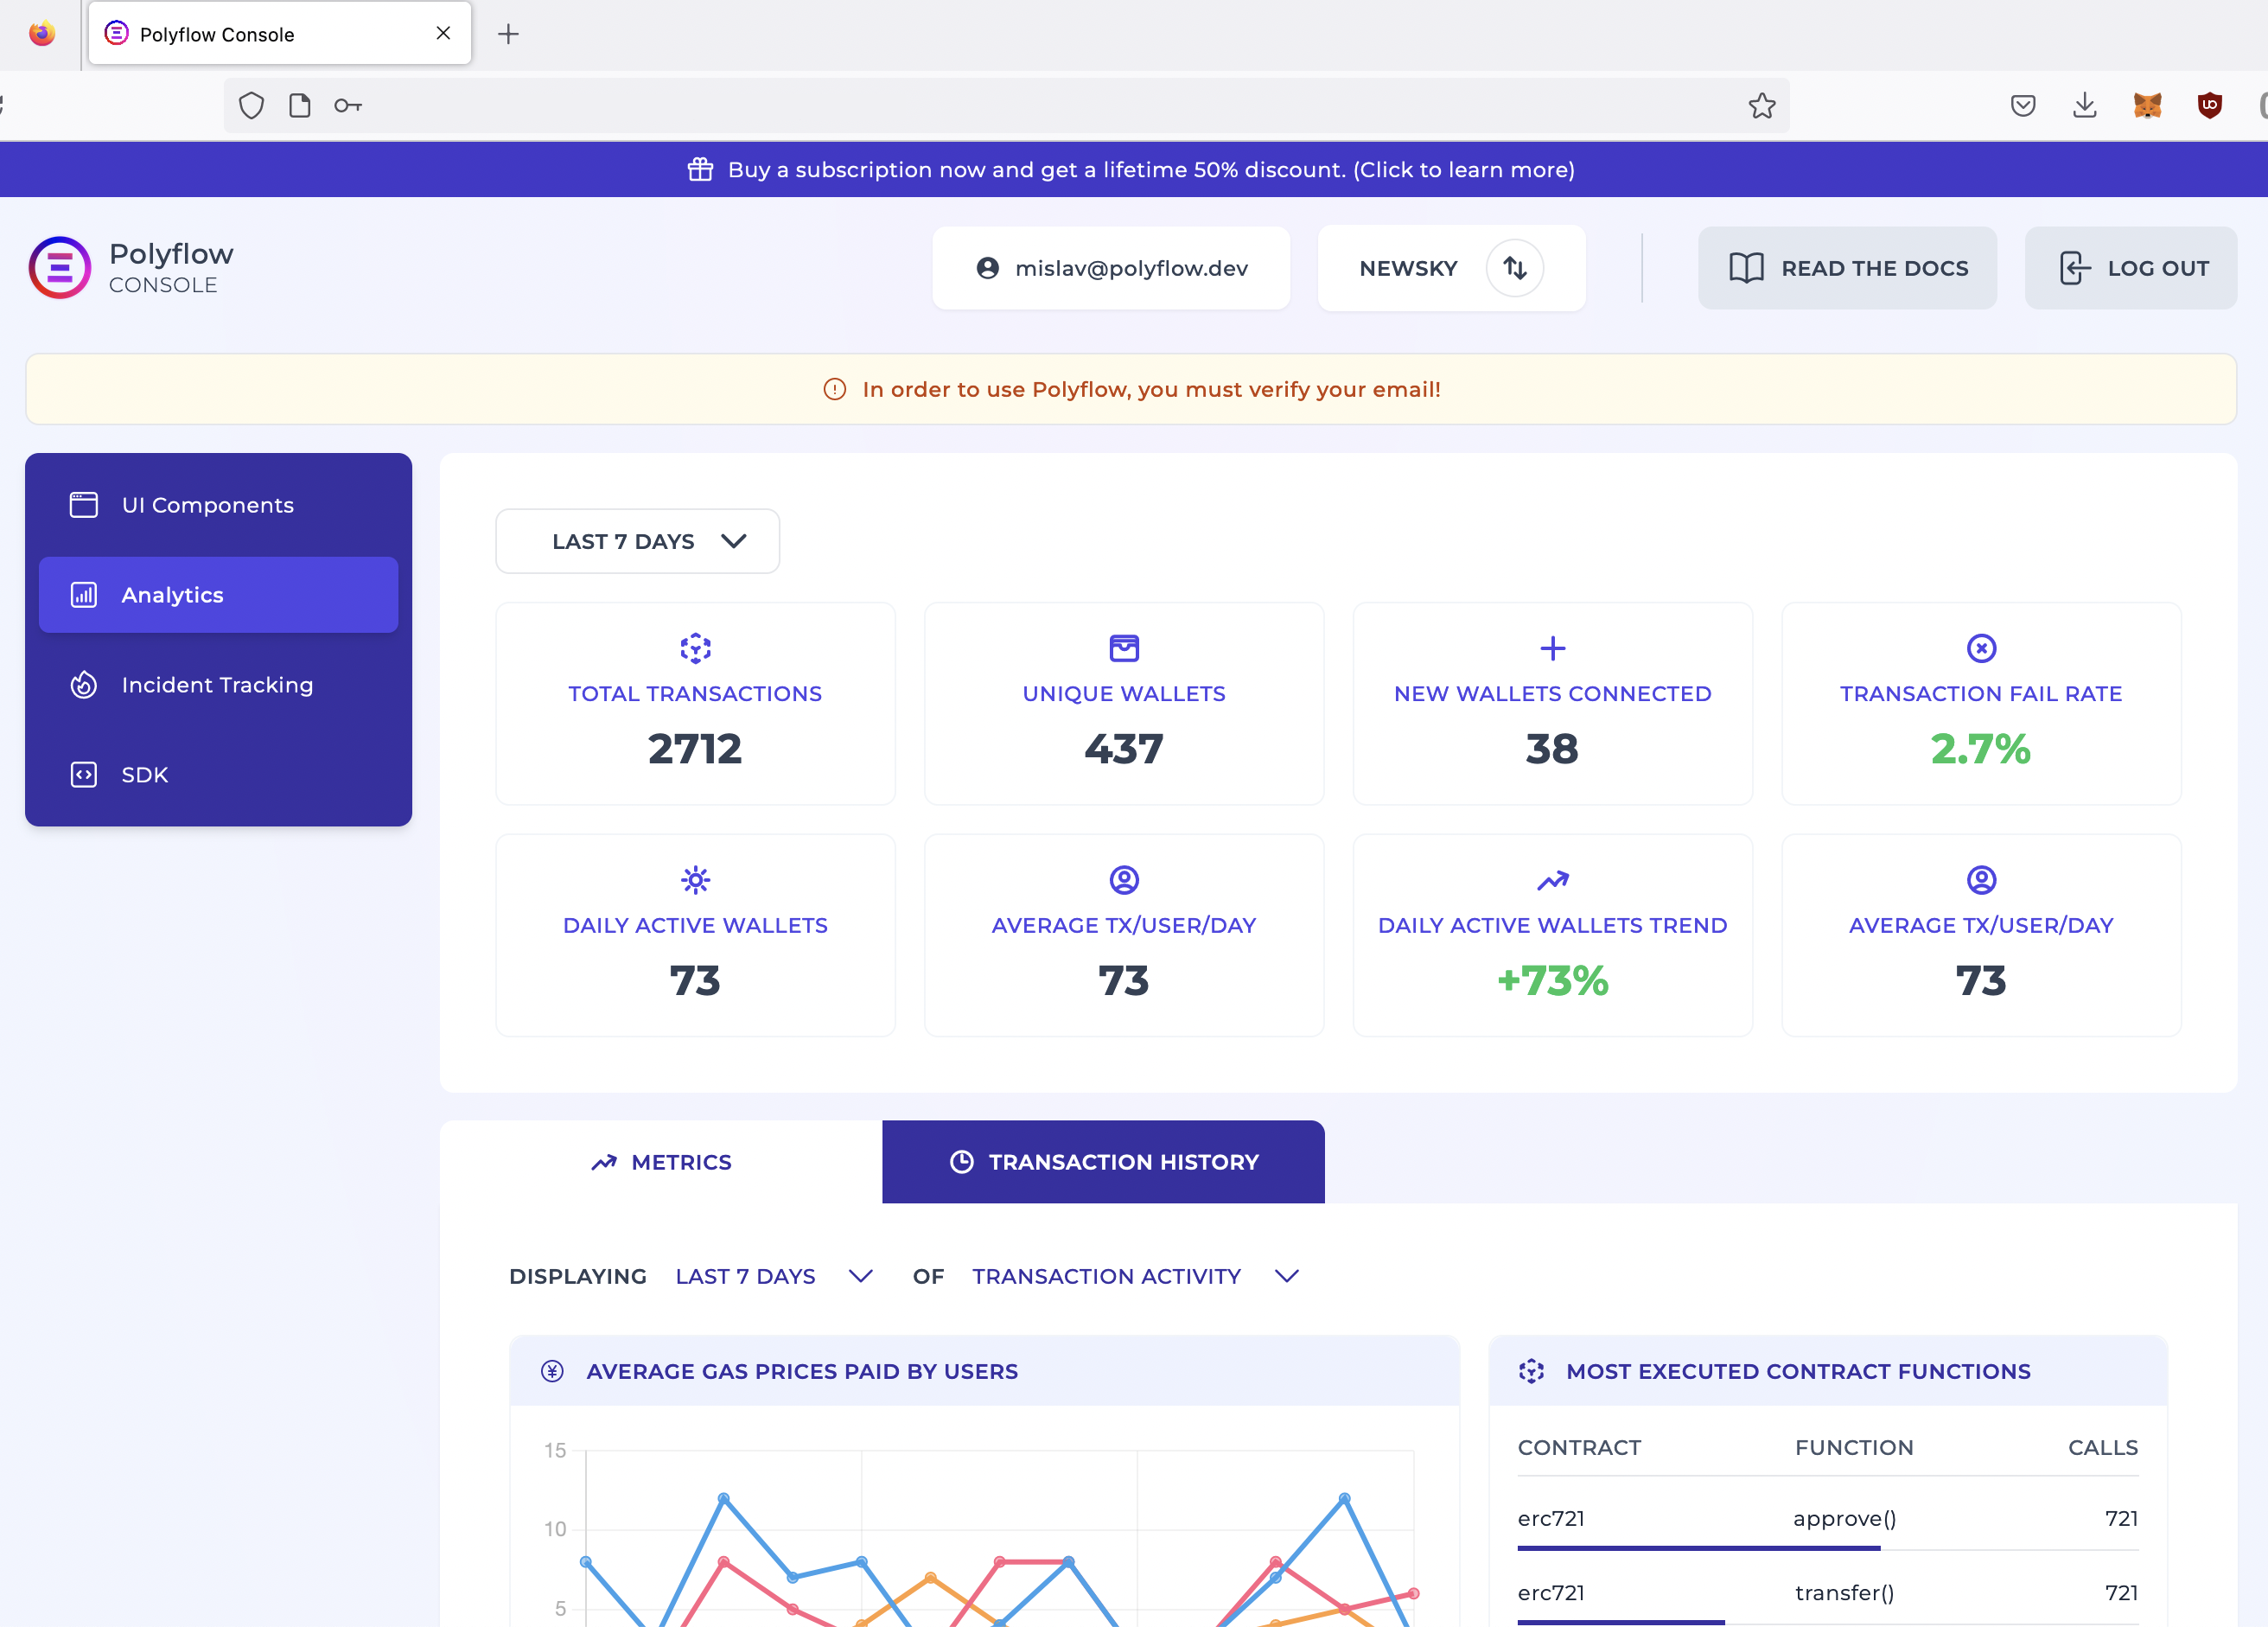 Polyflow Console
Buy a subscription now and get a lifetime 50% discount. (Click to learn more)
Polyflow
CONSOLE
mislav@polyflow.dev
NEWSKY
READ THE DOCS
LOG OUT
In order to use Polyflow, you must verify your email!
UI Components
Analytics
Incident Tracking
SDK
LAST 7 DAYS
TOTAL TRANSACTIONS
2712
UNIQUE WALLETS
437
NEW WALLETS CONNECTED
38
TRANSACTION FAIL RATE
2.7%
DAILY ACTIVE WALLETS
73
AVERAGE TX/USER/DAY
73
DAILY ACTIVE WALLETS TREND
+73%
AVERAGE TX/USER/DAY
73
METRICS
TRANSACTION HISTORY
DISPLAYING LAST 7 DAYS OF TRANSACTION ACTIVITY
AVERAGE GAS PRICES PAID BY USERS
15
10
5
MOST EXECUTED CONTRACT FUNCTIONS
CONTRACT FUNCTION CALLS
erc721 approve() 721
erc721 transfer() 721